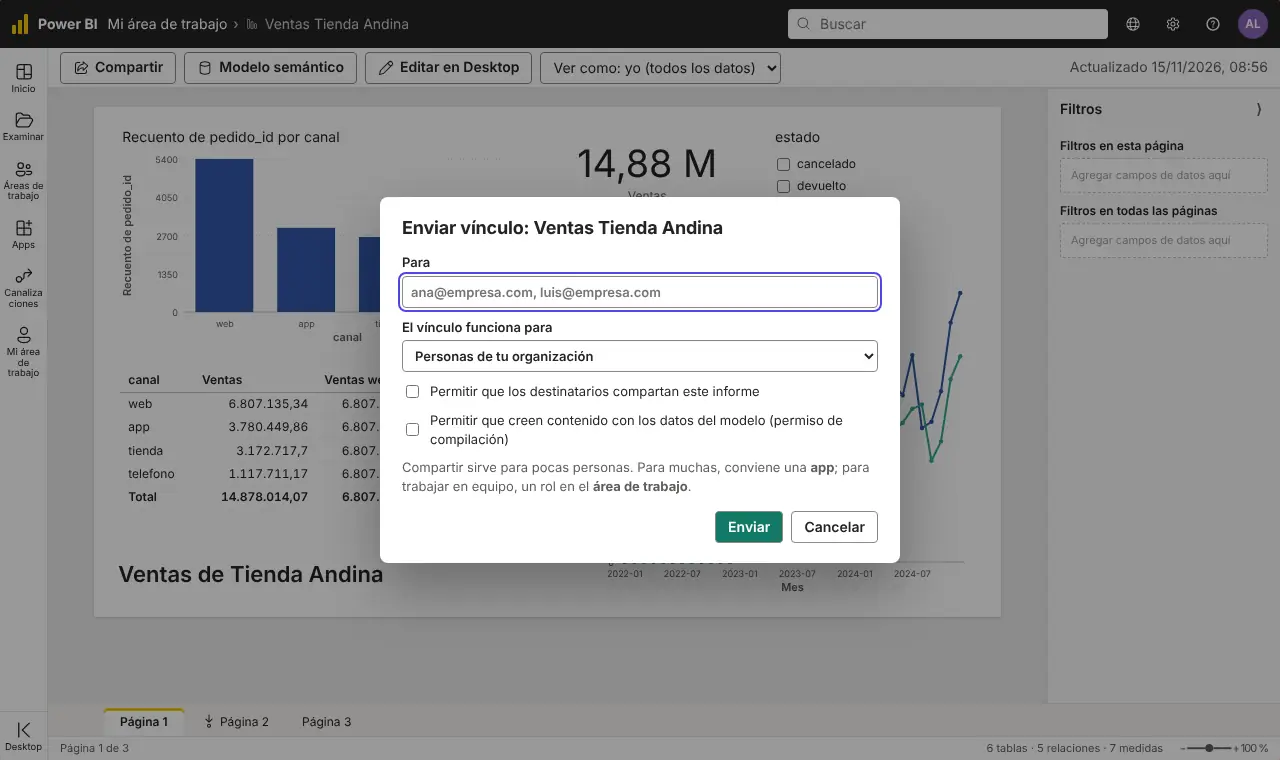 Power BI Mi área de trabajo › Ventas Tienda Andina
Buscar
AL
Inicio
Examinar
Áreas de
trabajo
Apps
Canaliza
ciones
Mi área
de
trabajo
Desktop
Compartir
Modelo semántico
Editar en Desktop
Ver como: yo (todos los datos)
Actualizado 15/11/2026, 08:56
Recuento de pedido_id por canal
Recuento de pedido_id
5400
4050
2700
1350
0
web
app
canal
14,88 M
Ventas
estado
cancelado
devuelto
canal Ventas
web 6.807.135,34 6.807.
app 3.780.449,86
tienda 3.172.717,7
telefono 1.117.711,17 6.807.
Total 14.878.014,07 6.807.
Ventas de Tienda Andina
2022-01 2022-07 2023-01 2023-07 2024-01 2024-07
Mes
Enviar vínculo: Ventas Tienda Andina
Para
ana@empresa.com, luis@empresa.com
El vínculo funciona para
Personas de tu organización
Permitir que los destinatarios compartan este informe
Permitir que creen contenido con los datos del modelo (permiso de
compilación)
Compartir sirve para pocas personas. Para muchas, conviene una app; para
trabajar en equipo, un rol en el área de trabajo.
Enviar
Cancelar
Filtros
Filtros en esta página
Agregar campos de datos aquí
Filtros en todas las páginas
Agregar campos de datos aquí
Página 1
Página 2
Página 3
Página 1 de 3
6 tablas · 5 relaciones · 7 medidas
100 %